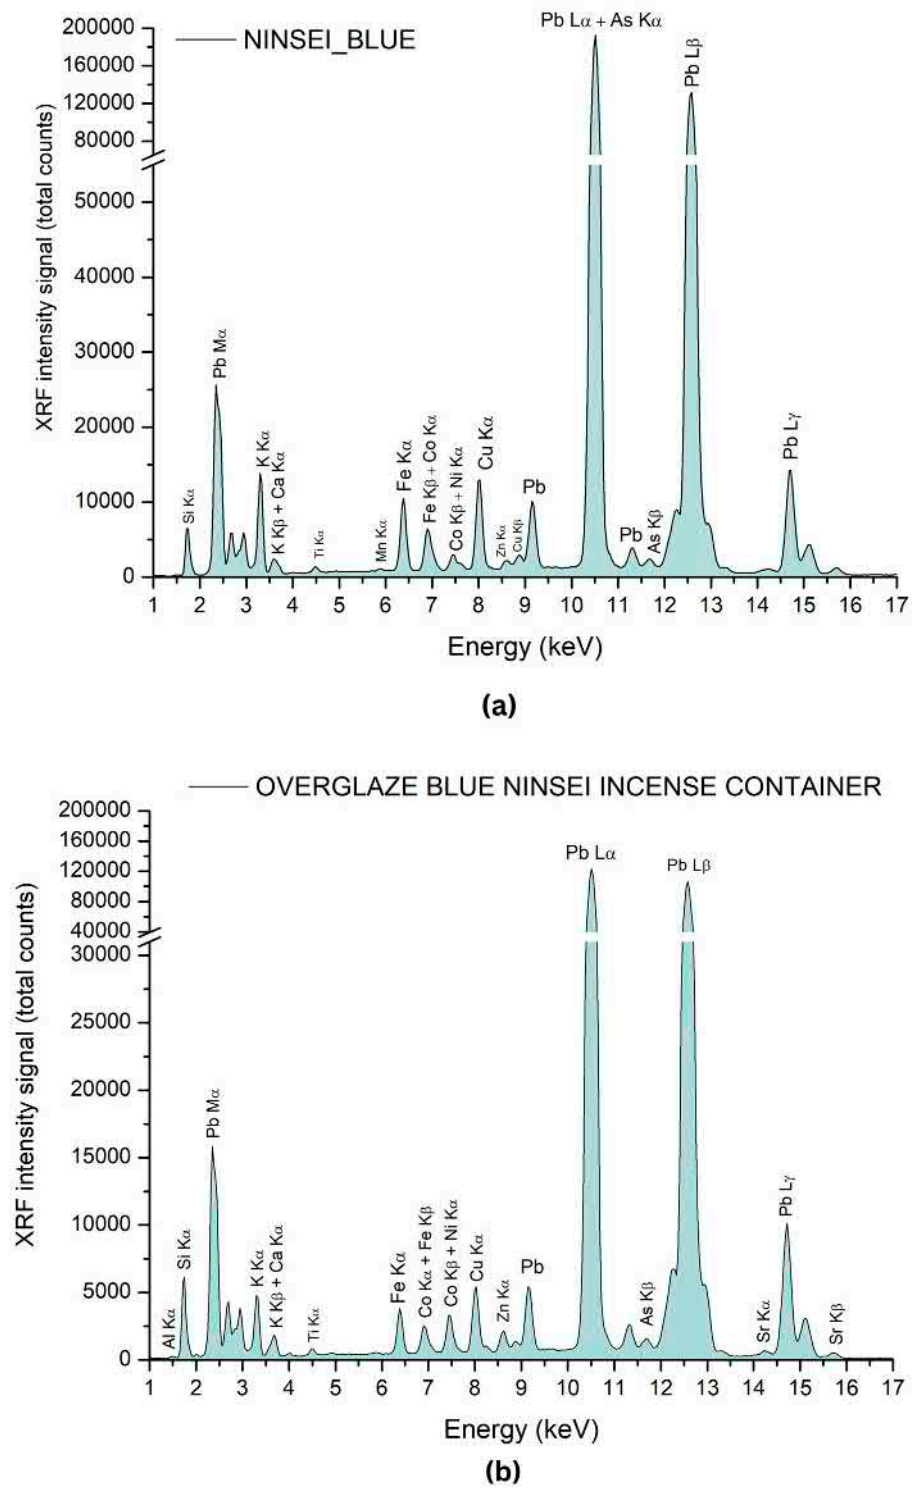 Pb Lα + As Kα
NINSEI_BLUE
Pb Lβ
200000
180000
160000
140000
120000
100000
80000
50000
40000
30000
20000
10000
0
XRF intensity signal (total counts)
Si Kα
Pb Mα
K Kα
K Kβ + Ca Kα
Ti Kα
Mn Kα
Fe Kα
Fe Kβ + Co Kα
Co Kβ + Ni Kα
Cu Kα
Zn Kα
Cu Kβ
Pb
Pb
As Kβ
Pb Lγ
1 2 3 4 5 6 7 8 9 10 11 12 13 14 15 16 17
Energy (keV)
(a)
OVERGLAZE BLUE NINSEI INCENSE CONTAINER
200000
160000
120000
80000
40000
30000
25000
20000
15000
10000
5000
0
XRF intensity signal (total counts)
Al Kα
Si Kα
Pb Mα
K Kα
K Kβ + Ca Kα
Ti Kα
Fe Kα
Co Kα + Fe Kβ
Co Kβ + Ni Kα
Cu Kα
Zn Kα
Pb
Pb Lα
As Kβ
Pb Lβ
Sr Kα
Pb Lγ
Sr Kβ
1 2 3 4 5 6 7 8 9 10 11 12 13 14 15 16 17
Energy (keV)
(b)